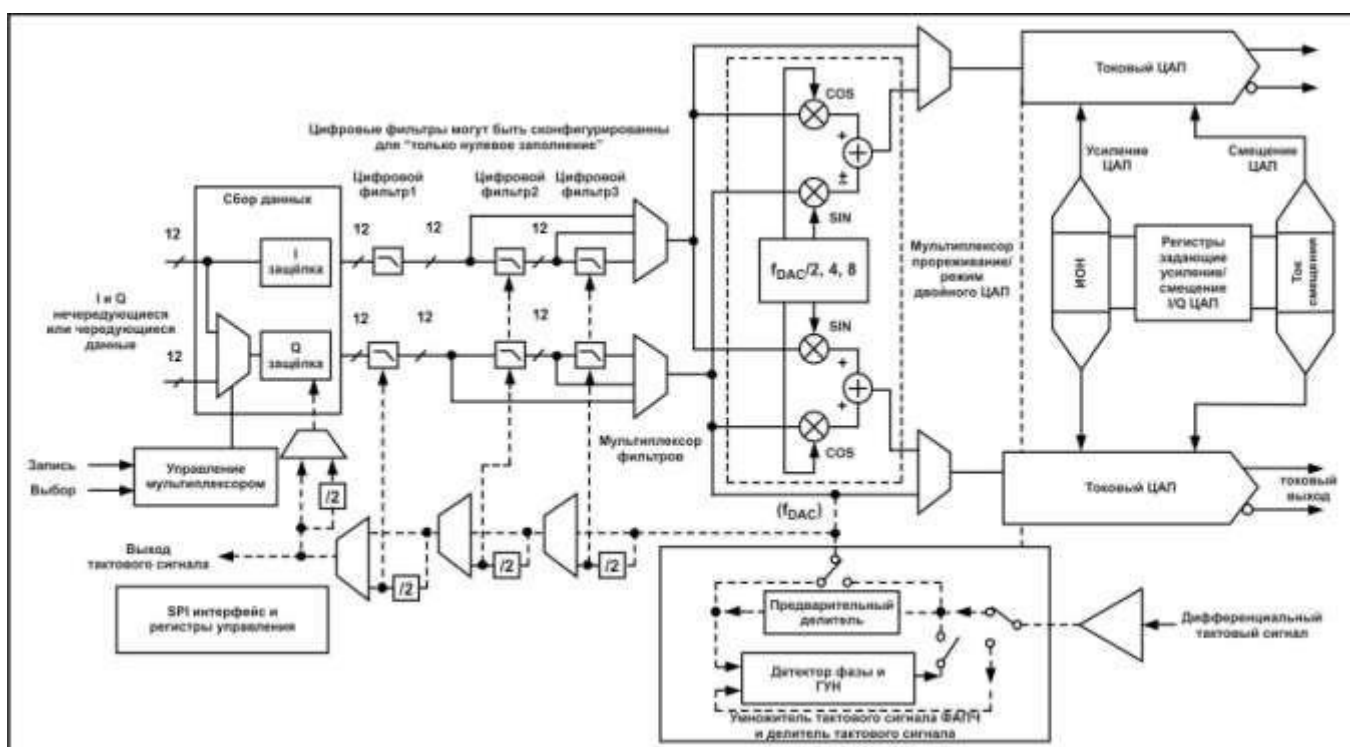 Токовый ЦАП
COS
Цифровые фильтры могут быть сконфигурированны
для "только нулевое заполнение"
Усиление
ЦАП
Смещение
ЦАП
Цифровой
фильтр1
Цифровой
фильтр2
Цифровой
фильтр3
Сбор данных
SIN
12
12
12
12
12
I
защёлка
fDAC/2, 4, 8
Мультиплексор
прореживание/
режим
двойного ЦАП
ИОН
Регистры
задающие
усиление/
смещение
I/Q ЦАП
Ток
смещения
I и Q
нечередующиеся
или чередующиеся
данные
SIN
12
12
12
12
Q
защёлка
Мультиплексор
фильтров
COS
Запись
Выбор
Управление
мультиплексором
/2
Токовый ЦАП
токовый
выход
(fDAC)
Выход
тактового сигнала
/2
/2
/2
SPI интерфейс и
регистры управления
Предварительный
делитель
Дифференциальный
тактовый сигнал
Детектор фазы и
ГУН
Умножитель тактового сигнала ФАПЧ
и делитель тактового сигнала